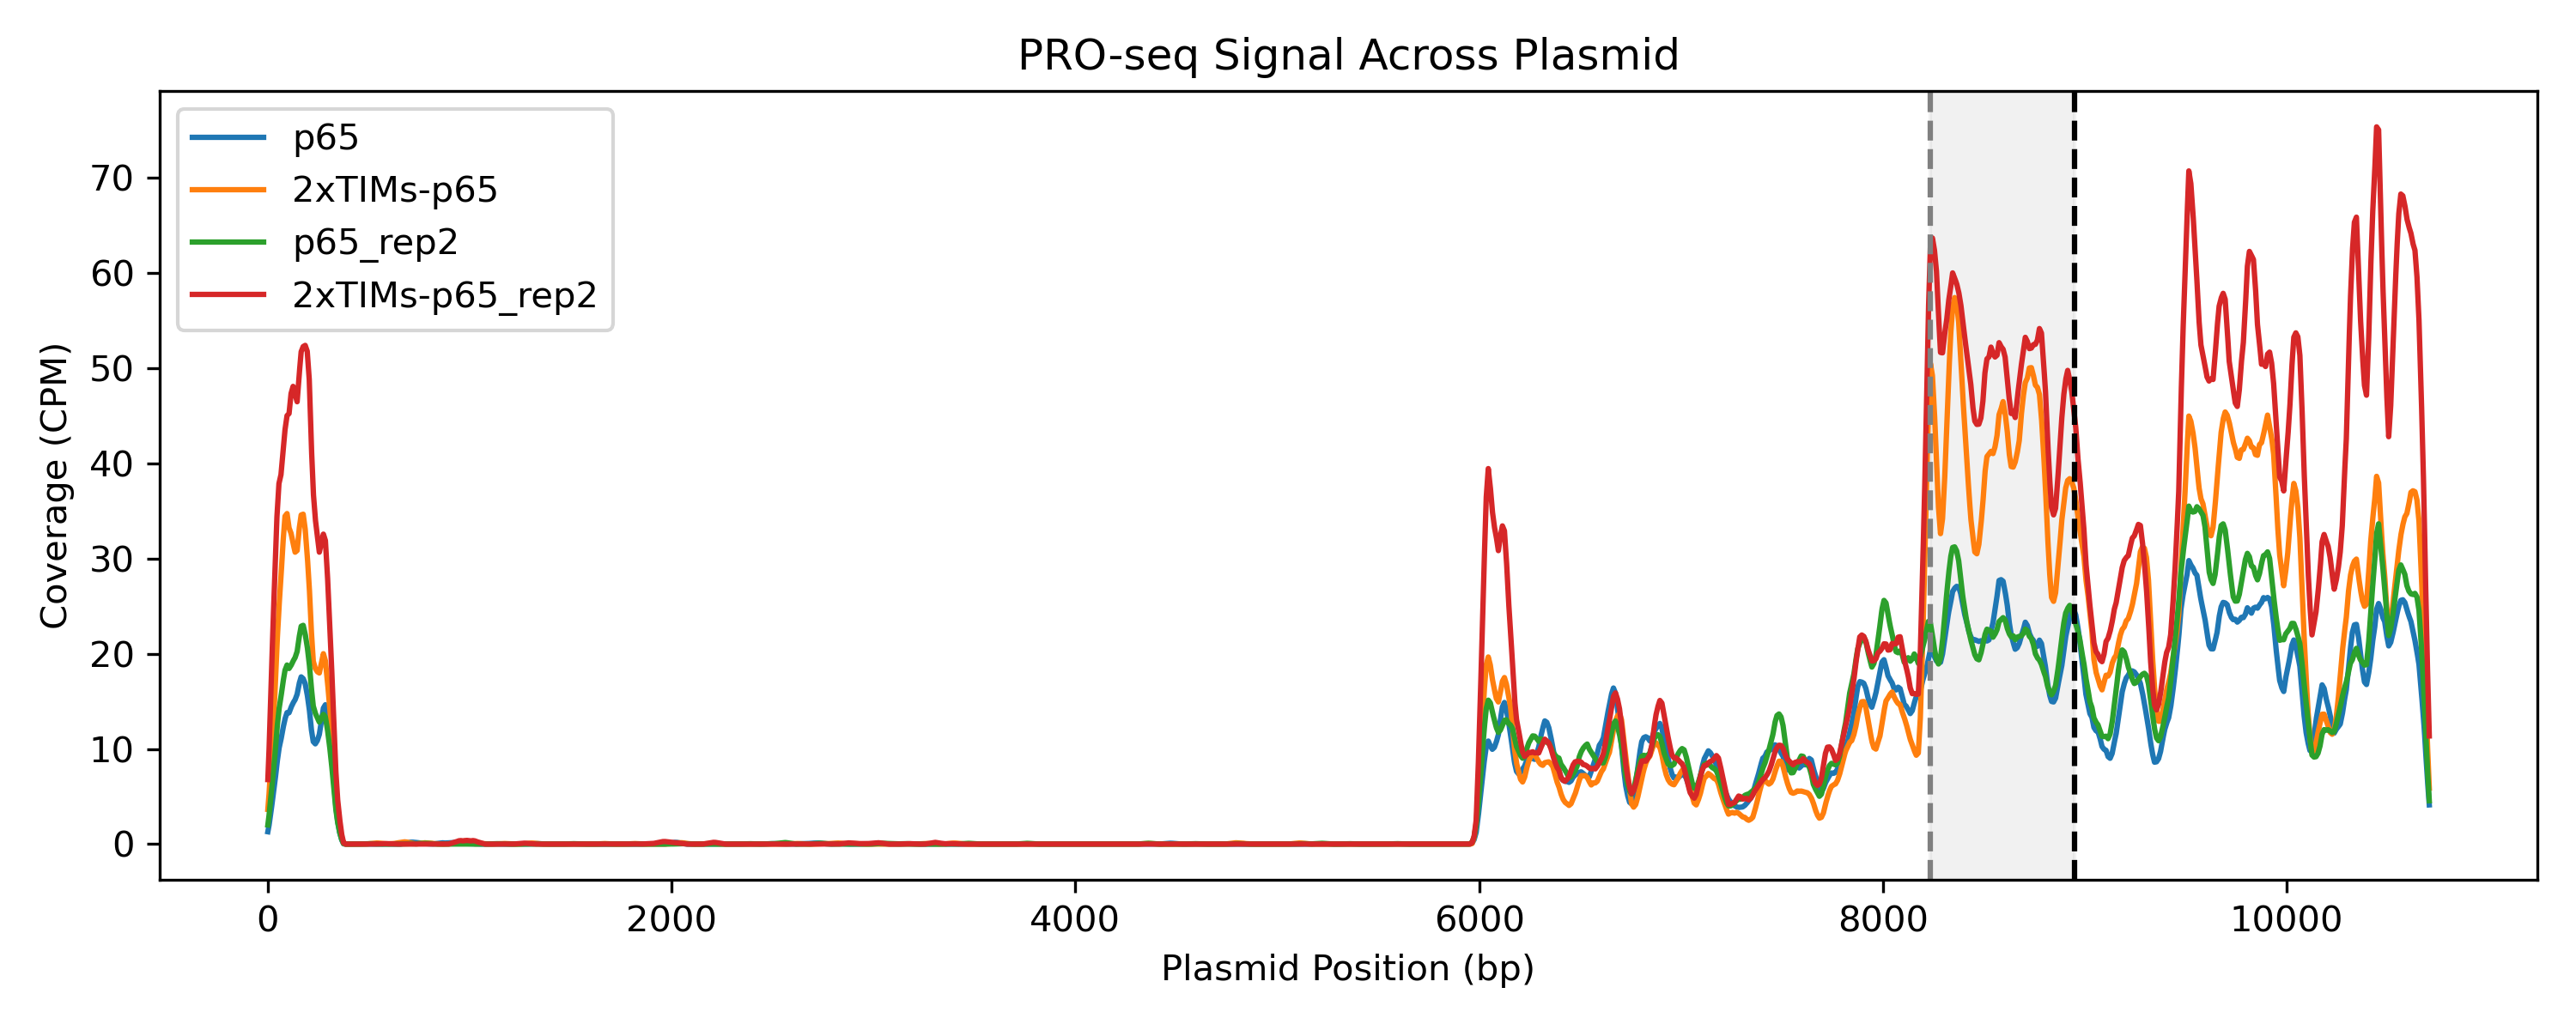 PRO-seq Signal Across Plasmid
p65
2xTIMs-p65
p65_rep2
2xTIMs-p65_rep2
Coverage (CPM)
70
60
50
40
30
20
10
0
0 2000 4000 6000 8000 10000
Plasmid Position (bp)